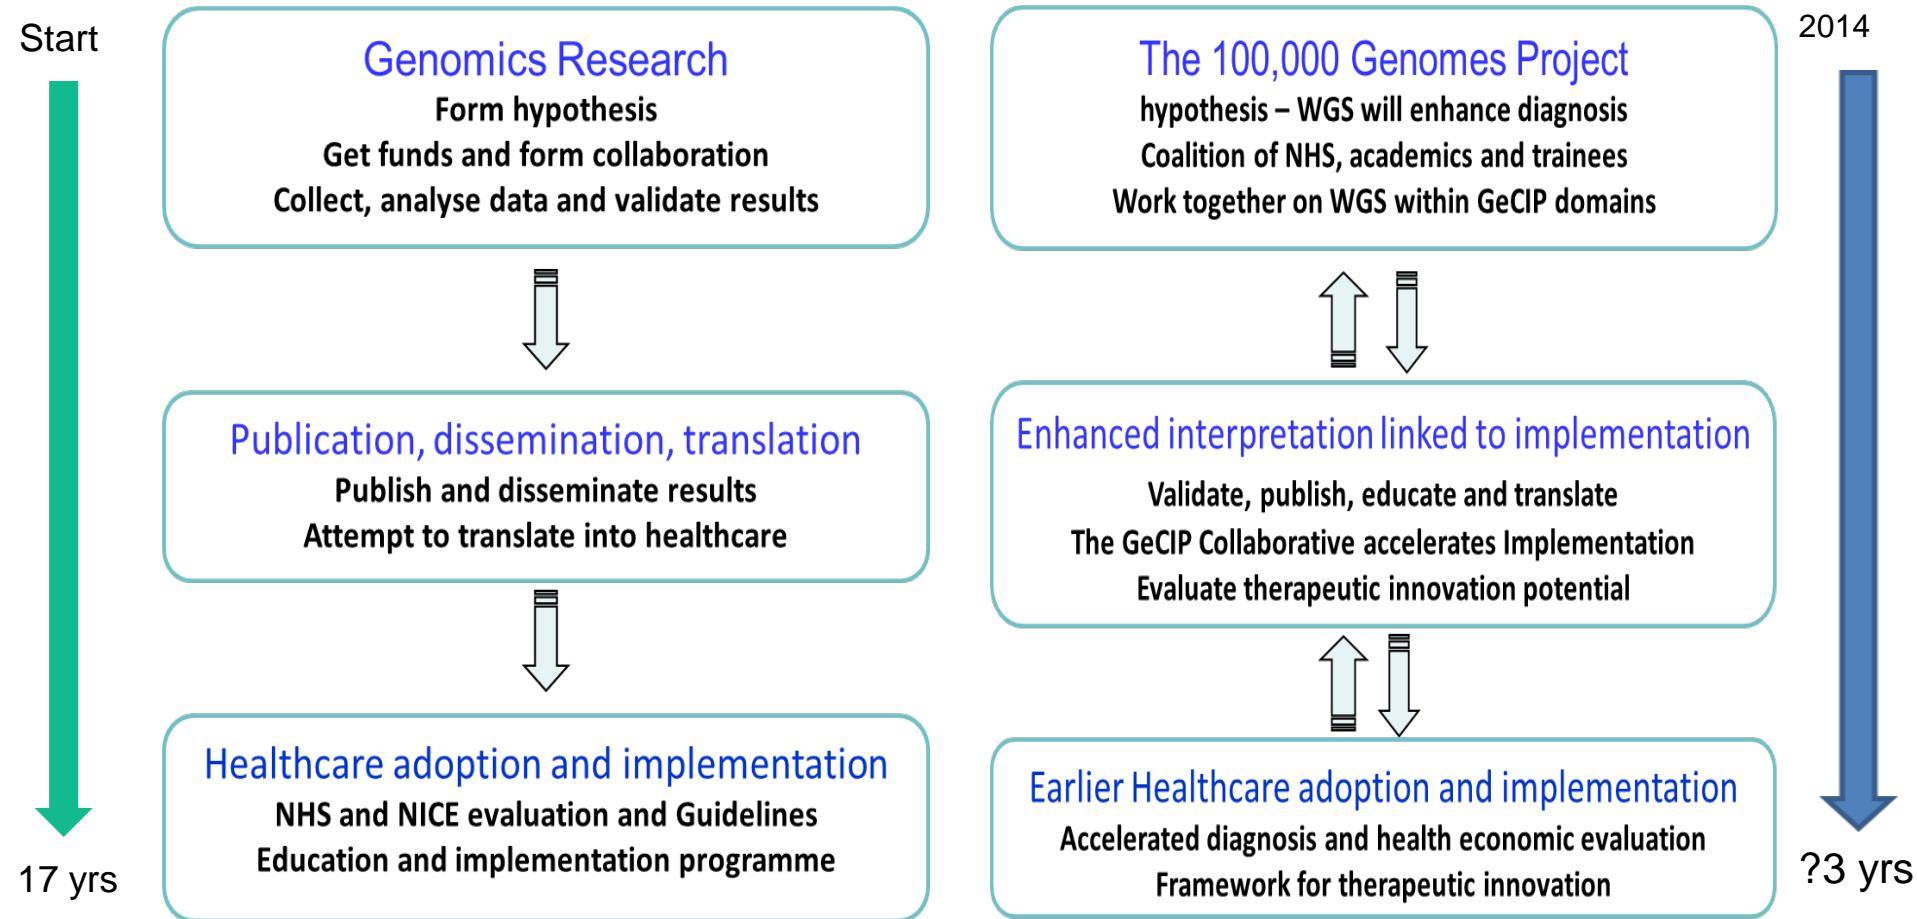 Start
Genomics Research
Form hypothesis
Get funds and form collaboration
Collect, analyse data and validate results
Publication, dissemination, translation
Publish and disseminate results
Attempt to translate into healthcare
Healthcare adoption and implementation
NHS and NICE evaluation and Guidelines
Education and implementation programme
17 yrs
The 100,000 Genomes Project
hypothesis – WGS will enhance diagnosis
Coalition of NHS, academics and trainees
Work together on WGS within GeCIP domains
Enhanced interpretation linked to implementation
Validate, publish, educate and translate
The GeCIP Collaborative accelerates Implementation
Evaluate therapeutic innovation potential
Earlier Healthcare adoption and implementation
Accelerated diagnosis and health economic evaluation
Framework for therapeutic innovation
2014
?3 yrs